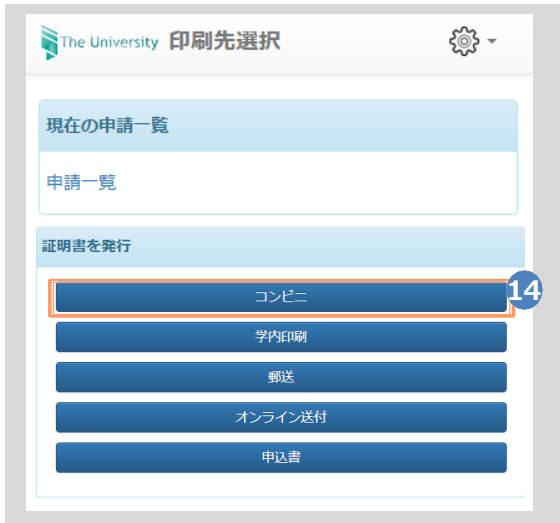 The University 印刷先選択
現在の申請一覧
申請一覧
証明書を発行
コンビニ
14
学内印刷
郵送
オンライン送付
申込書